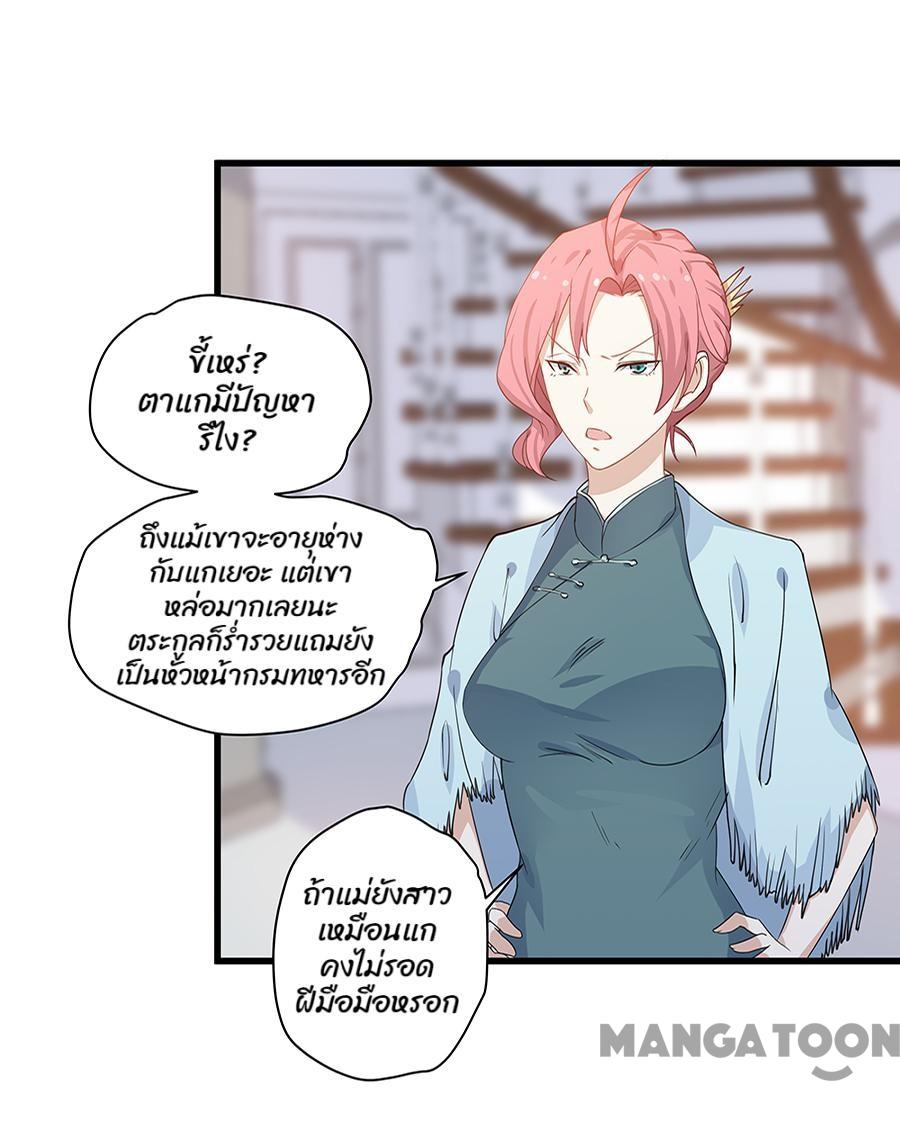 ขี้เหร่?
ตาแกมีปัญหา
รึไง?
ถึงแม้เขาจะอายุห่าง
กับแกเยอะ แต่เขา
หล่อมากเลยนะ
ตระกูลก็ร่ำรวยแถมยัง
เป็นหัวหน้ากรมทหารอีก
ถ้าแม่ยังสาว
เหมือนแก
คงไม่รอด
ฝีมือมือหรอก
MANGATOON